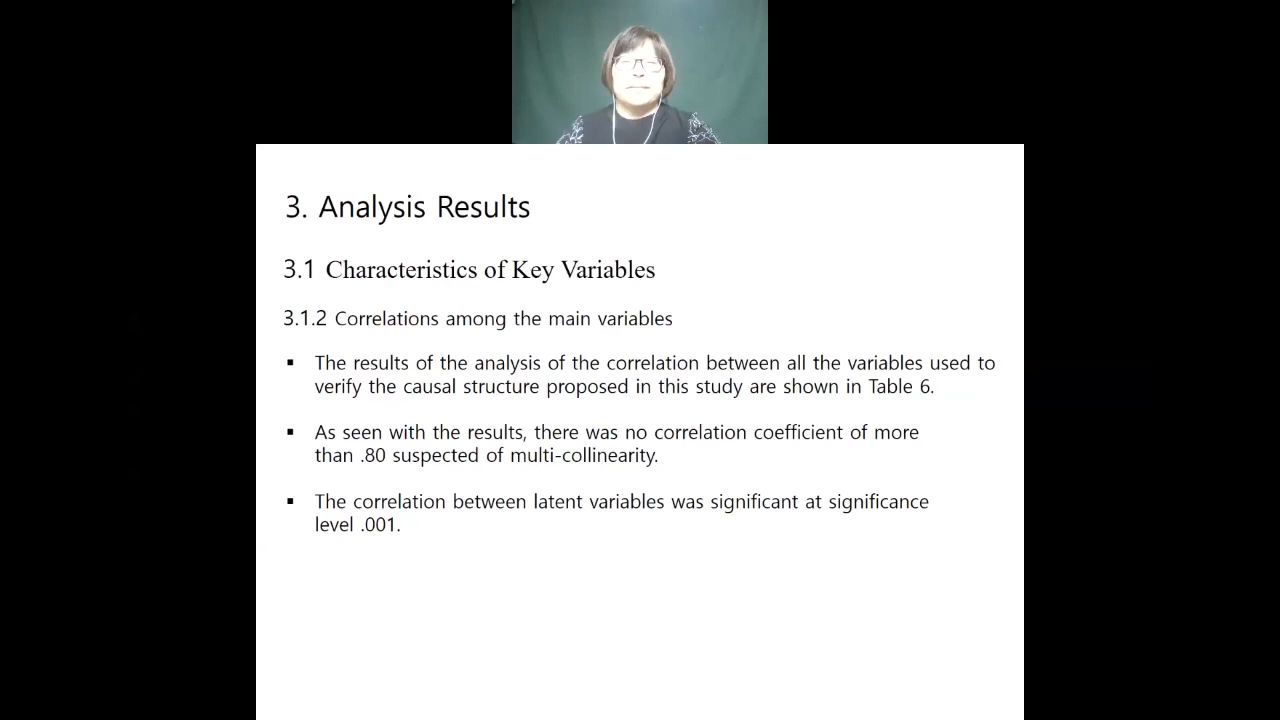 3. Analysis Results
3.1 Characteristics of Key Variables
3.1.2 Correlations among the main variables
▪ The results of the analysis of the correlation between all the variables used to
verify the causal structure proposed in this study are shown in Table 6.
▪ As seen with the results, there was no correlation coefficient of more
than .80 suspected of multi-collinearity.
▪ The correlation between latent variables was significant at significance
level .001.